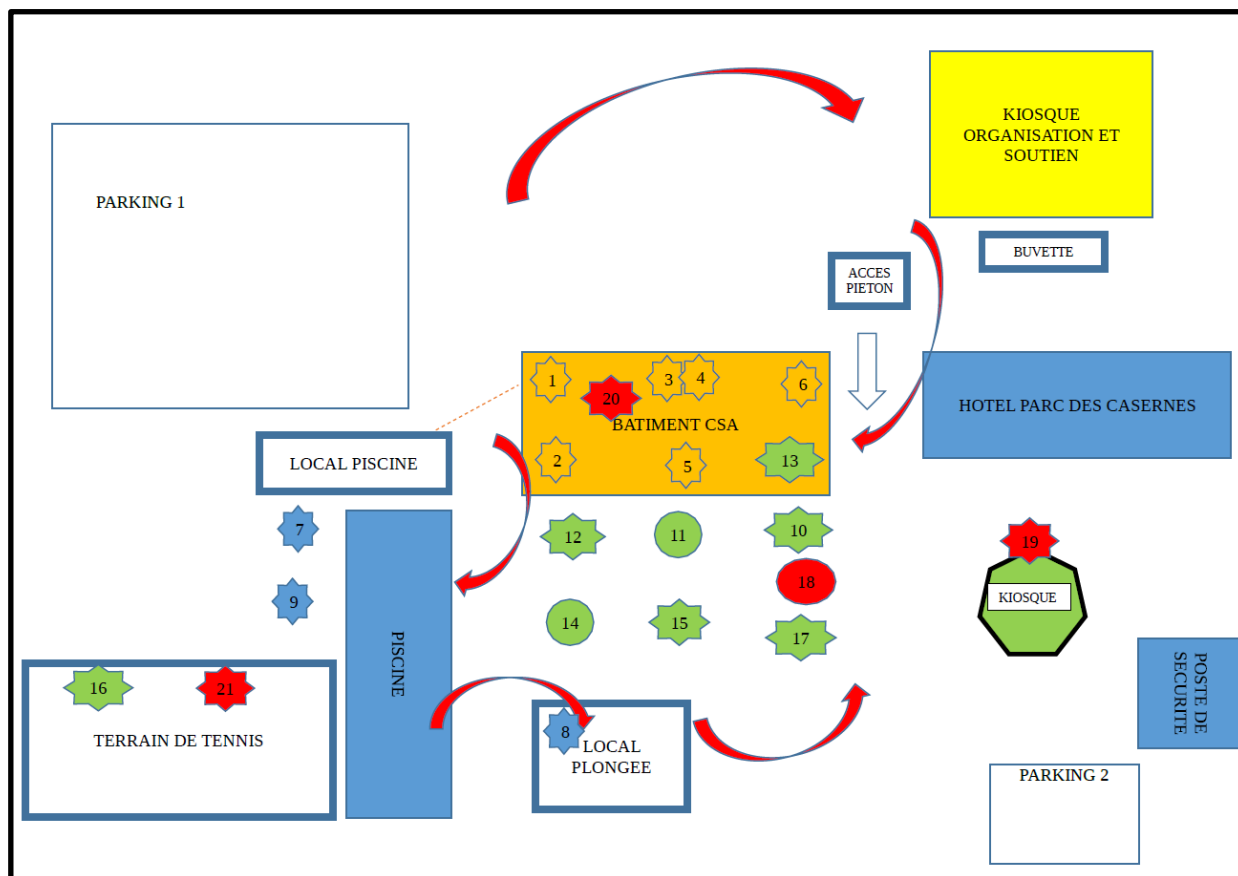 KIOSQUE
ORGANISATION ET
SOUTIEN
PARKING 1
BUVETTE
ACCES
PIETON
1
3
4
6
20
HOTEL PARC DES CASERNES
BATIMENT CSA
2
5
13
LOCAL PISCINE
7
12
11
10
19
9
18
KIOSQUE
14
15
17
PISCINE
POSTE DE
SECURITE
16
21
TERRAIN DE TENNIS
8
LOCAL
PLONGEE
PARKING 2